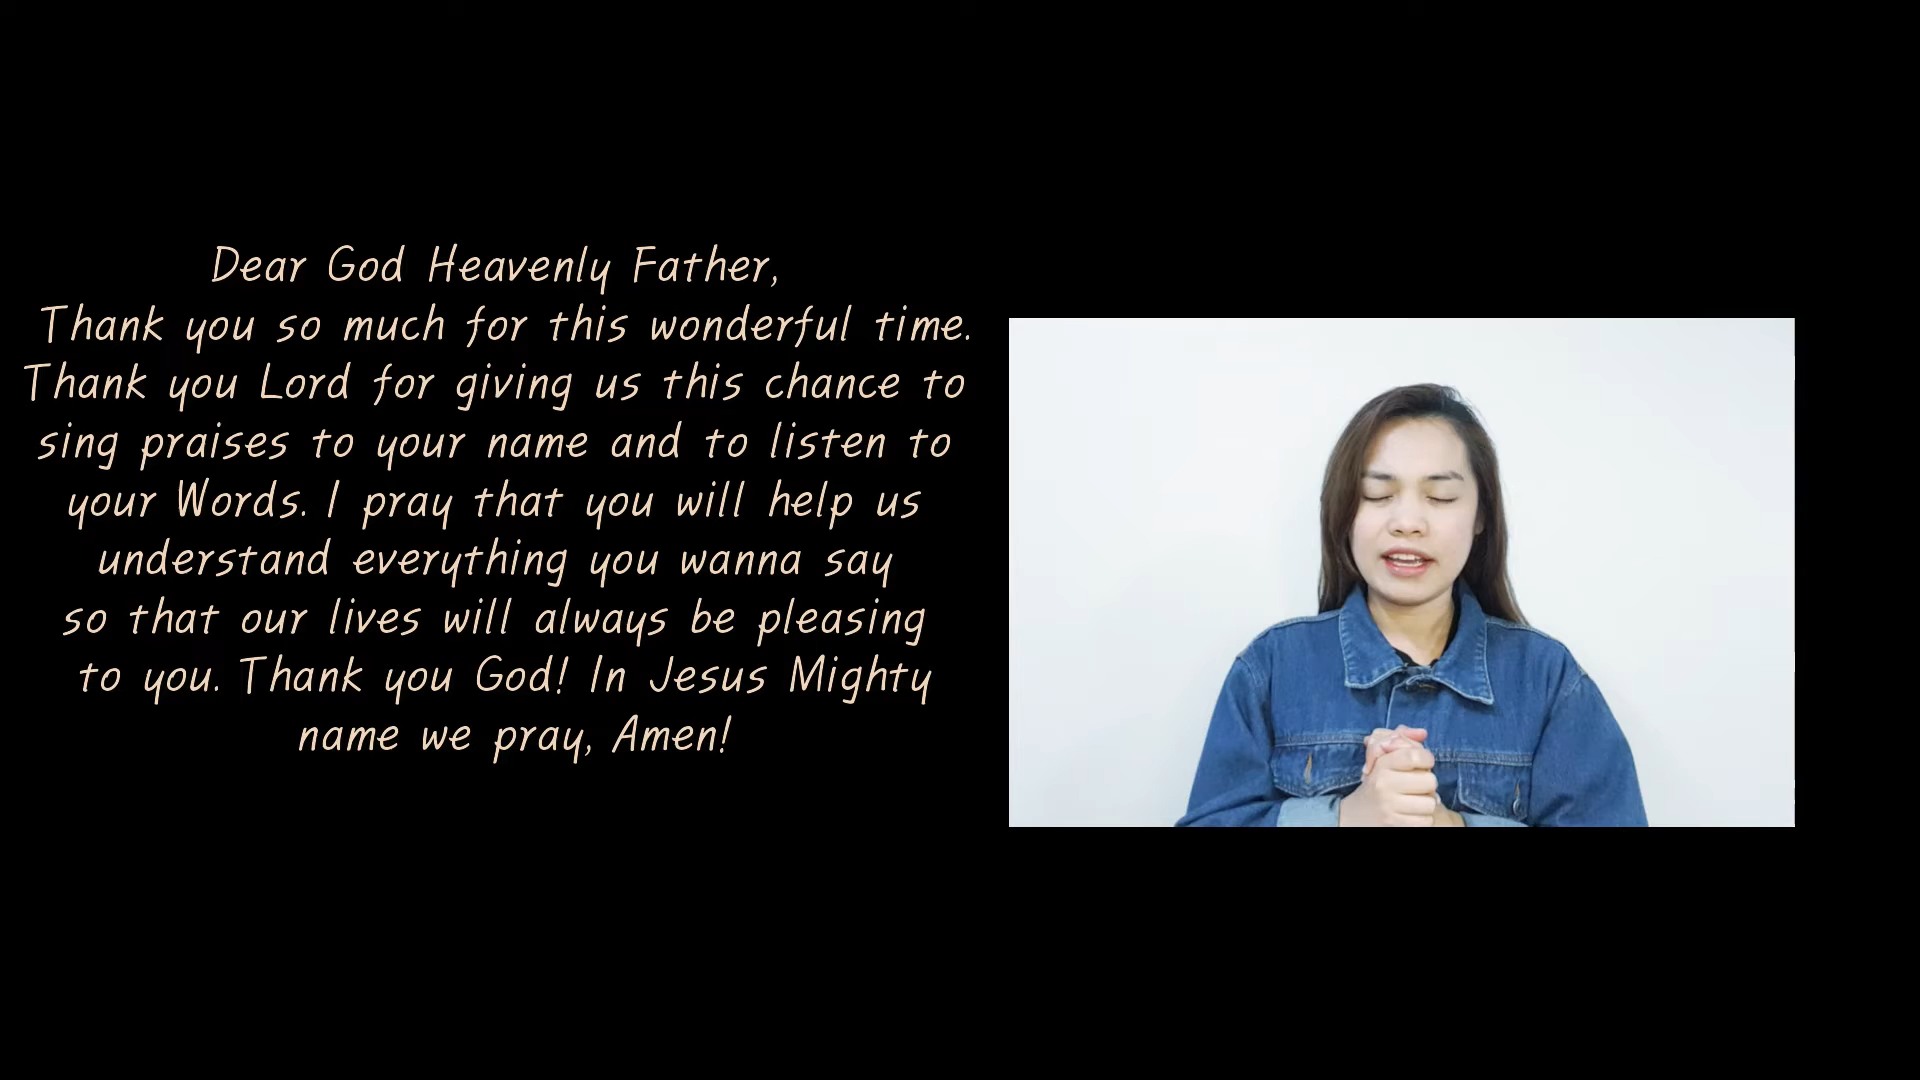 Dear God Heavenly Father,
Thank you so much for this wonderful time.
Thank you Lord for giving us this chance to
sing praises to your name and to listen to
your Words. I pray that you will help us
understand everything you wanna say
so that our lives will always be pleasing
to you. Thank you God! In Jesus Mighty
name we pray, Amen!